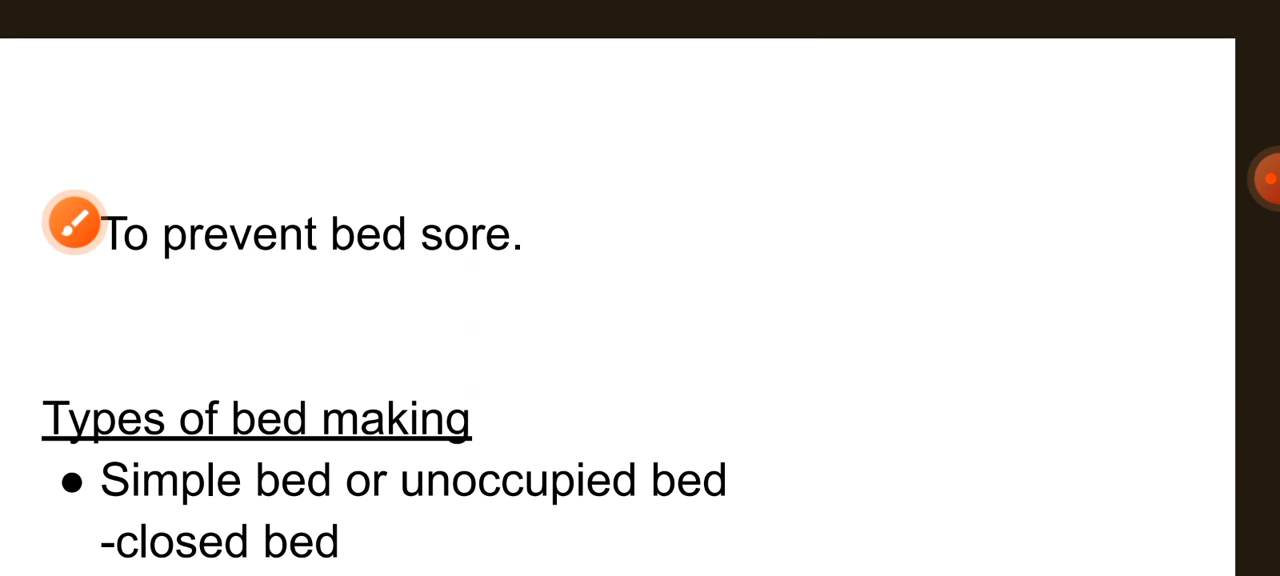 To prevent bed sore.
Types of bed making
● Simple bed or unoccupied bed
-closed bed